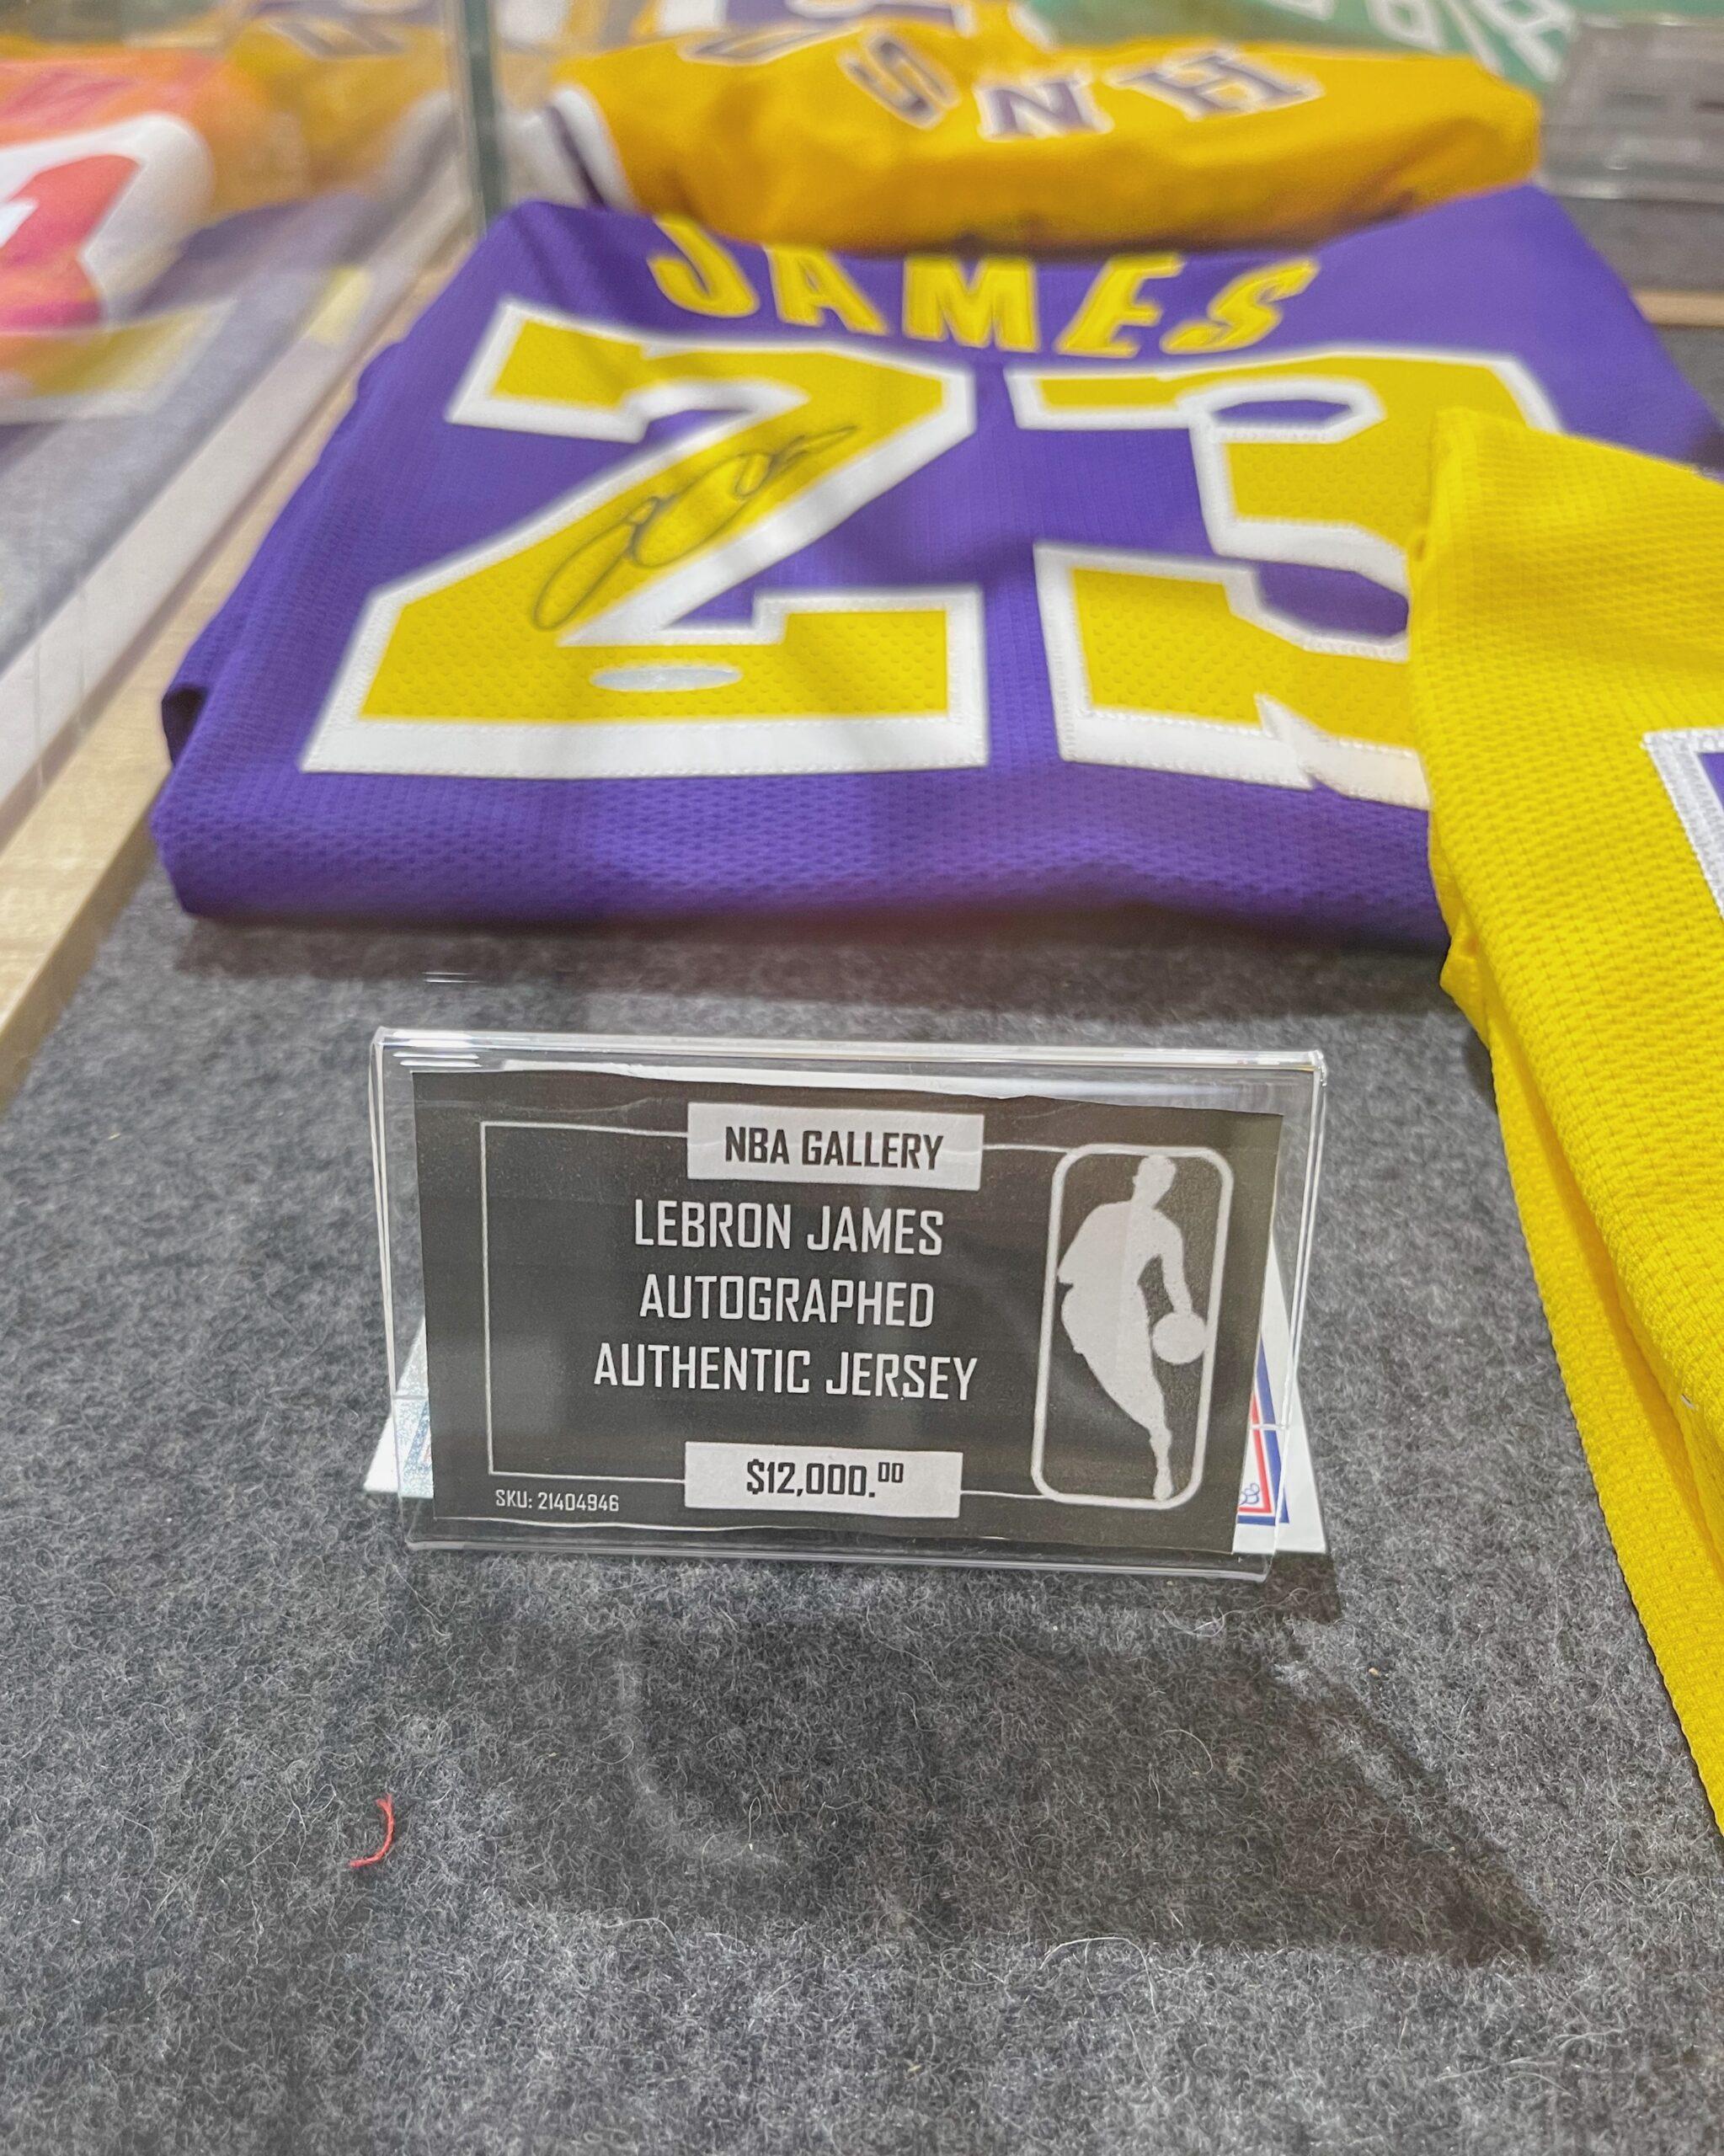 JAMES
23
NBA GALLERY
LEBRON JAMES
AUTOGRAPHED
AUTHENTIC JERSEY
$12,000.00
SKU: 21404946